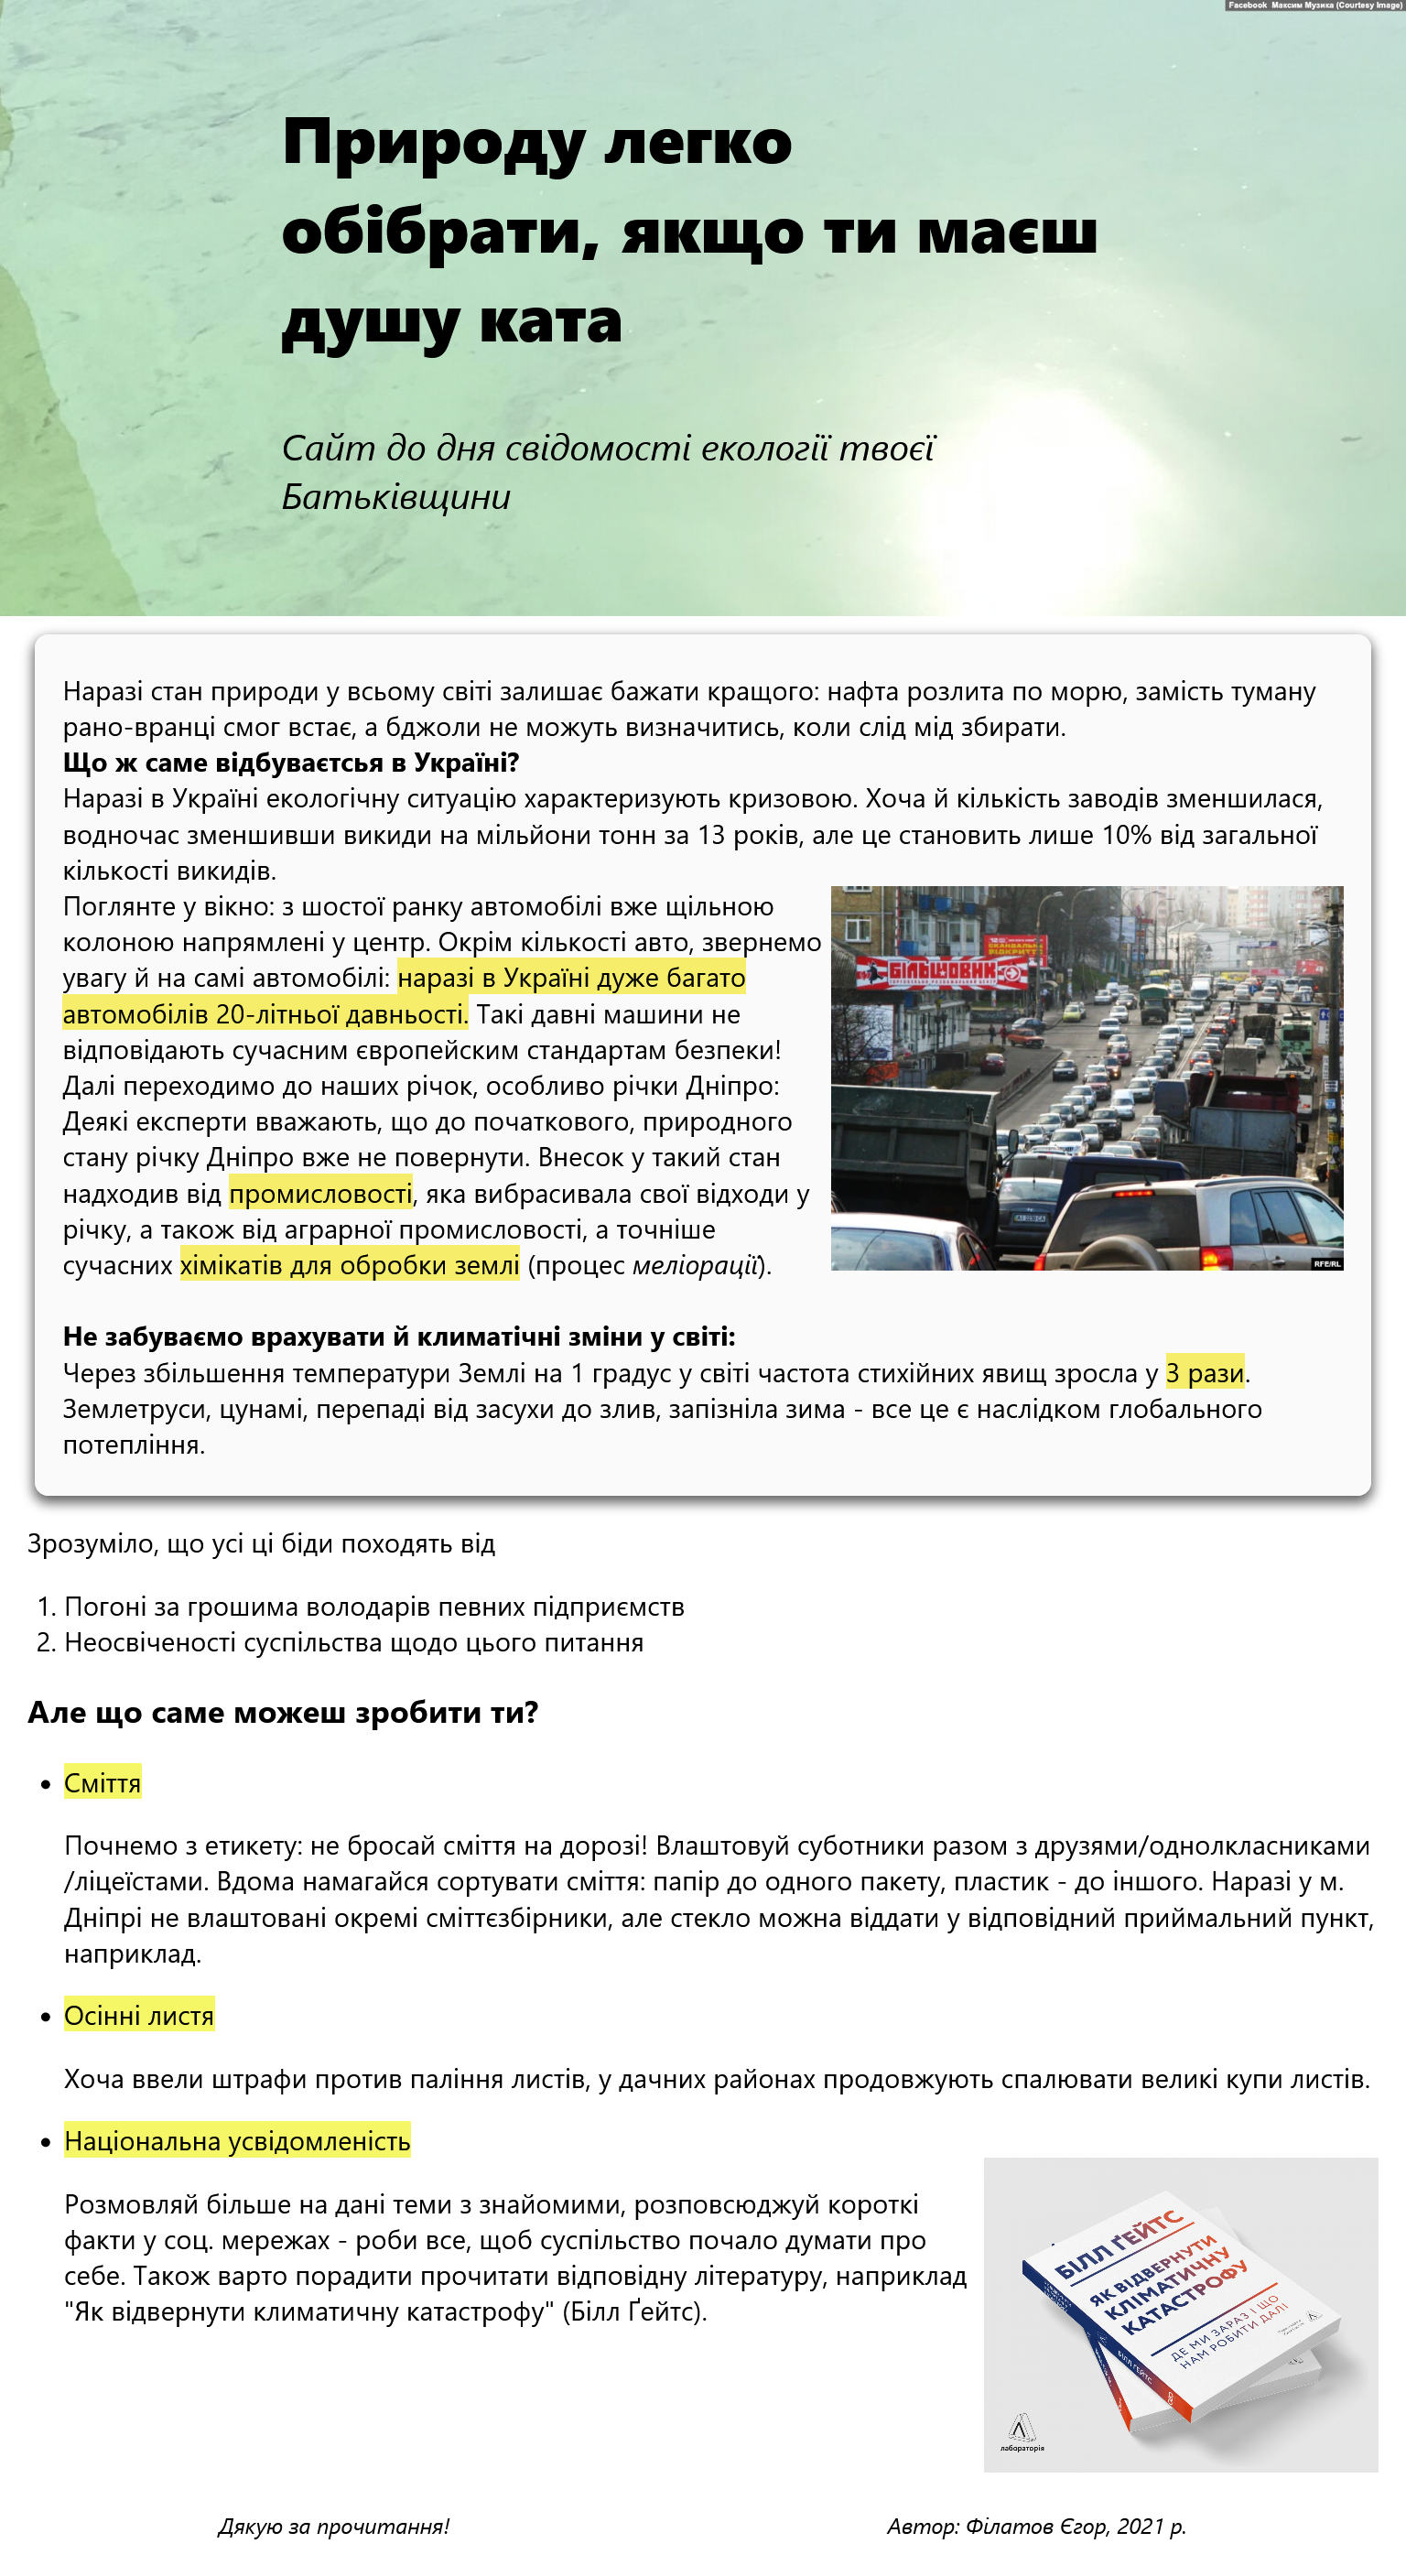 Facebook Максим Музика (Courtesy Image)
Природу легко
обібрати, якщо ти маєш
душу ката
Сайт до дня свідомості екології твоєї
Батьківщини
Наразі стан природи у всьому світі залишає бажати кращого: нафта розлита по морю, замість туману
рано-вранці смог встає, а бджоли не можуть визначитись, коли слід мід збирати.
Що ж саме відбуваєтсья в Україні?
Наразі в Україні екологічну ситуацію характеризують кризовою. Хоча й кількість заводів зменшилася,
водночас зменшивши викиди на мільйони тонн за 13 років, але це становить лише 10% від загальної
кількості викидів.
Погляньте у вікно: з шостої ранку автомобілі вже щільною
колоною напрямлені у центр. Окрім кількості авто, звернемо
увагу й на самі автомобілі: наразі в Україні дуже багато
автомобілів 20-літньої давньості. Такі давні машини не
відповідають сучасним європейским стандартам безпеки!
Далі переходимо до наших річок, особливо річки Дніпро:
Деякі експерти вважають, що до початкового, природного
стану річку Дніпро вже не повернути. Внесок у такий стан
надходив від промисловості, яка вибрасивала свої відходи у
річку, а також від аграрної промисловості, а точніше
сучасних хімікатів для обробки землі (процес меліорації).
СКАНДАЛЬНІ
ВІДКРИТТЯ
БІЛЬШОВИК
RFE/RL
Не забуваємо врахувати й климатічні зміни у світі:
Через збільшення температури Землі на 1 градус у світі частота стихійних явищ зросла у 3 рази.
Землетруси, цунамі, перепаді від засухи до злив, запізніла зима - все це є наслідком глобального
потепління.
Зрозуміло, що усі ці біди походять від
1. Погоні за грошима володарів певних підприємств
2. Неосвіченості суспільства щодо цього питання
Але що саме можеш зробити ти?
• Сміття
Почнемо з етикету: не бросай сміття на дорозі! Влаштовуй суботники разом з друзями/однолкласниками
/ліцеїстами. Вдома намагайся сортувати сміття: папір до одного пакету, пластик - до іншого. Наразі у м.
Дніпрі не влаштовані окремі сміттєзбірники, але стекло можна віддати у відповідний приймальний пункт,
наприклад.
• Осінні листя
Хоча ввели штрафи против паління листів, у дачних районах продовжують спалювати великі купи листів.
• Національна усвідомленість
Розмовляй більше на дані теми з знайомими, розповсюджуй короткі
факти у соц. мережах - роби все, щоб суспільство почало думати про
себе. Також варто порадити прочитати відповідну літературу, наприклад
"Як відвернути климатичну катастрофу" (Білл Ґейтс).
БІЛЛ ҐЕЙТС
ЯК ВІДВЕРНУТИ
КЛІМАТИЧНУ
КАТАСТРОФУ
ДЕ МИ ЗАРАЗ І ЩО
НАМ РОБИТИ ДАЛІ
лабораторія
Дякую за прочитання!
Автор: Філатов Єгор, 2021 р.